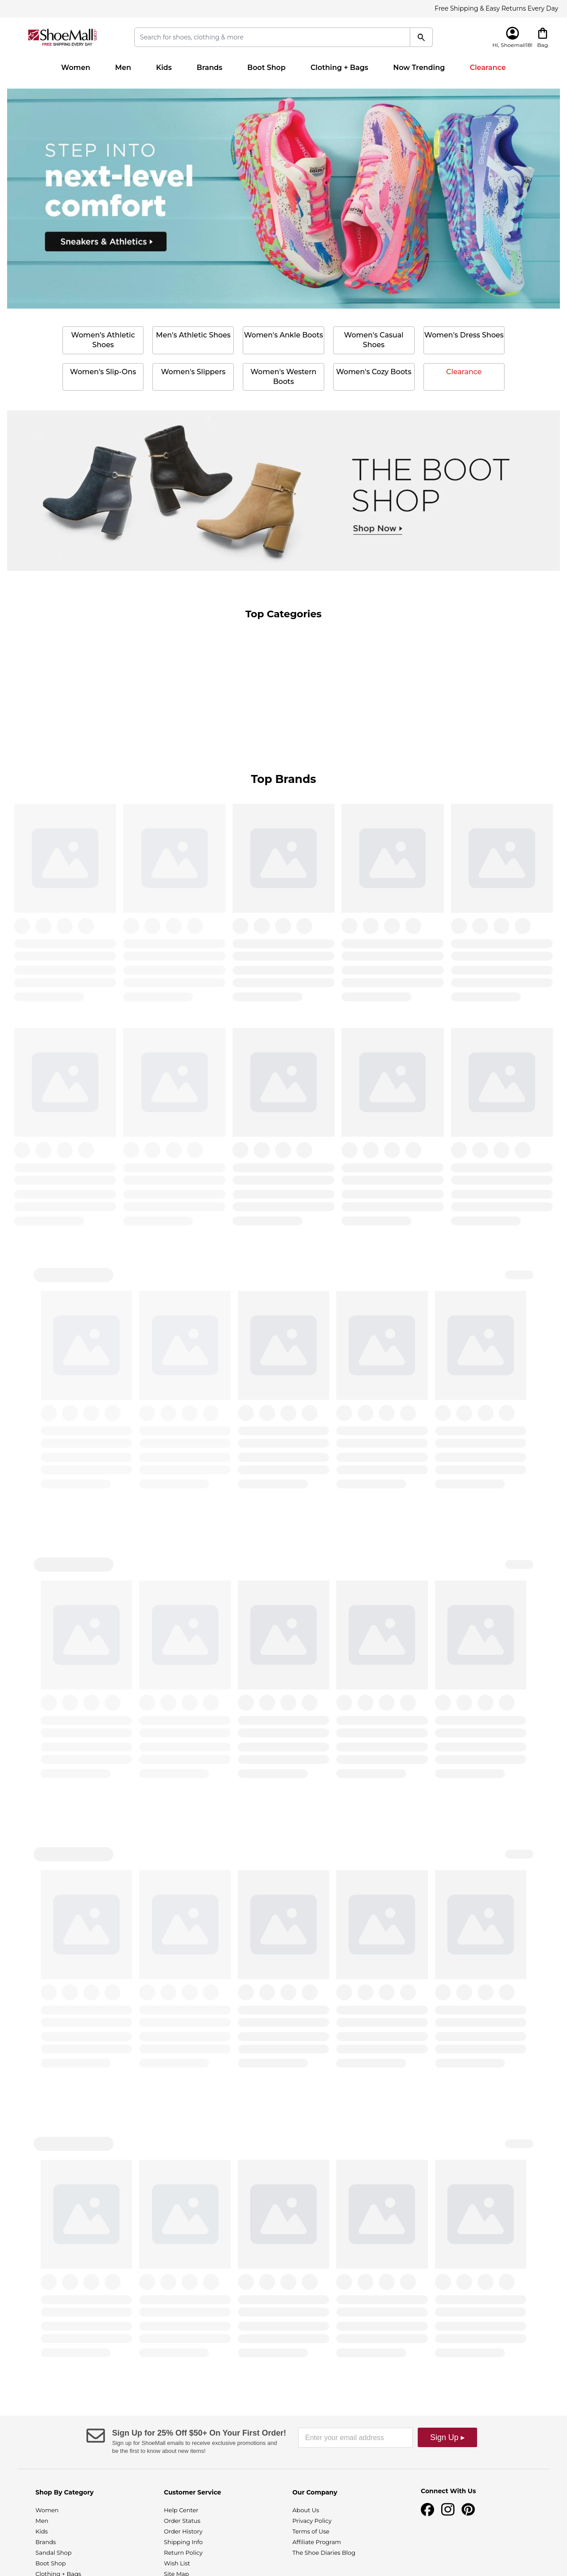 Free Shipping & Easy Returns Every Day
ShoeMall
FREE SHIPPING EVERY DAY
Search for shoes, clothing & more
Hi, Shoemall18!
Bag
Women
Men
Kids
Brands
Boot Shop
Clothing + Bags
Now Trending
Clearance
STEP INTO
next-level
comfort
Sneakers & Athletics
SKECHERS
Women's Athletic
Shoes
Men's Athletic Shoes
Women's Ankle Boots
Women's Casual
Shoes
Women's Dress Shoes
Women's Slip-Ons
Women's Slippers
Women's Western
Boots
Women's Cozy Boots
Clearance
THE BOOT
SHOP
Shop Now
Top Categories
Top Brands
Sign Up for 25% Off $50+ On Your First Order!
Sign up for ShoeMall emails to receive exclusive promotions and
be the first to know about new items!
Enter your email address
Sign Up
Shop By Category
Women
Men
Kids
Brands
Sandal Shop
Boot Shop
Clothing + Bags
Customer Service
Help Center
Order Status
Order History
Shipping Info
Return Policy
Wish List
Site Map
Our Company
About Us
Privacy Policy
Terms of Use
Affiliate Program
The Shoe Diaries Blog
Connect With Us